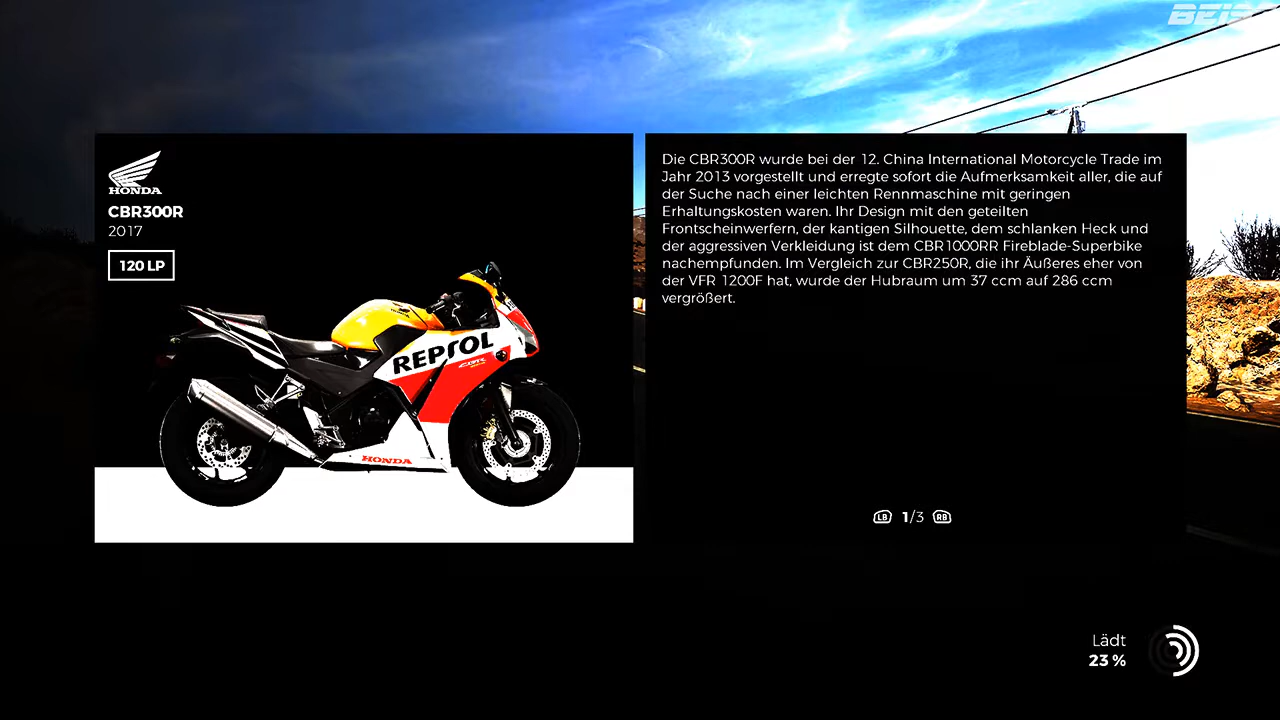 HONDA
CBR300R
2017
120 LP
REPSOL
HONDA
Die CBR300R wurde bei der 12. China International Motorcycle Trade im
Jahr 2013 vorgestellt und erregte sofort die Aufmerksamkeit aller, die auf
der Suche nach einer leichten Rennmaschine mit geringen
Erhaltungskosten waren. Ihr Design mit den geteilten
Frontscheinwerfern, der kantigen Silhouette, dem schlanken Heck und
der aggressiven Verkleidung ist dem CBR1000RR Fireblade-Superbike
nachempfunden. Im Vergleich zur CBR250R, die ihr Äußeres eher von
der VFR 1200F hat, wurde der Hubraum um 37 ccm auf 286 ccm
vergrößert.
LB 1/3 RB
Lädt
23 %